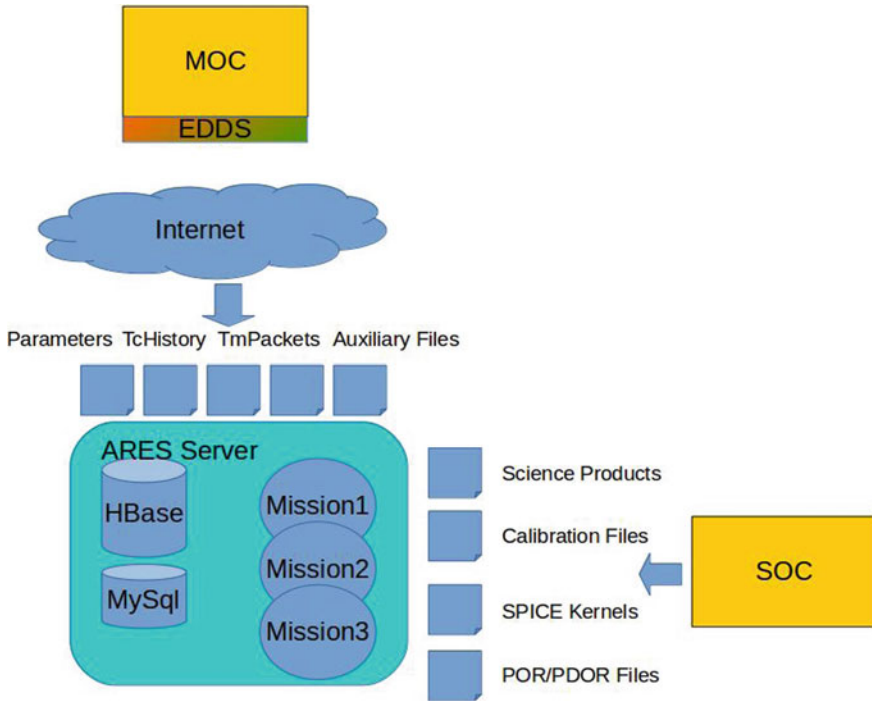 MOC
EDDS
Internet
Parameters TcHistory TmPackets Auxiliary Files
ARES Server
HBase
MySql
Mission1
Mission2
Mission3
Science Products
Calibration Files
SPICE Kernels
POR/PDOR Files
SOC